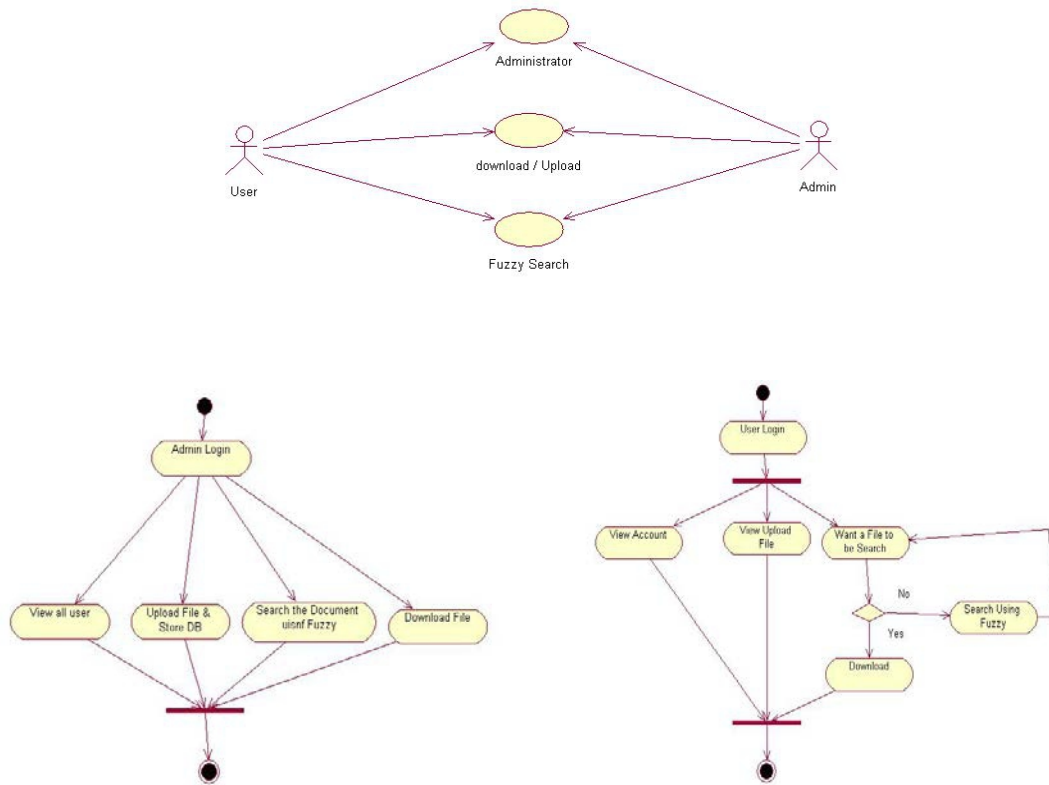 Administrator
download / Upload
User
Admin
Fuzzy Search
Admin Login
View all user
Upload File &
Store DB
Search the Document
uisnf Fuzzy
Download File
User Login
View Account
View Upload
File
Want a File to
be Search
No
Yes
Search Using
Fuzzy
Download